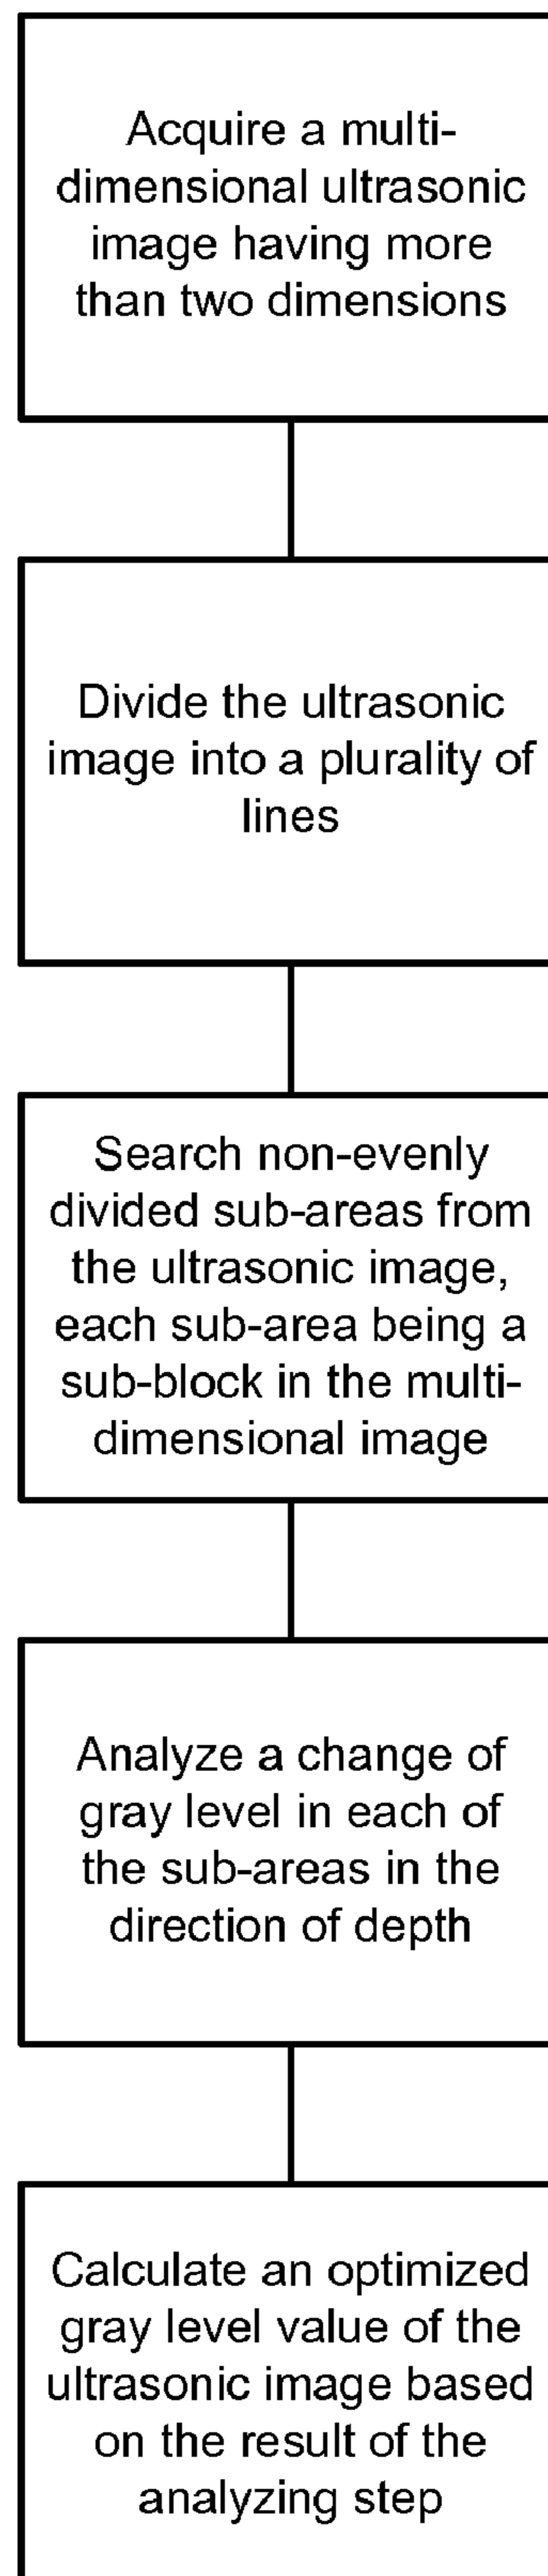 Acquire a multi-
dimensional ultrasonic
image having more
than two dimensions
Divide the ultrasonic
image into a plurality of
lines
Search non-evenly
divided sub-areas from
the ultrasonic image,
each sub-area being a
sub-block in the multi-
dimensional image
Analyze a change of
gray level in each of
the sub-areas in the
direction of depth
Calculate an optimized
gray level value of the
ultrasonic image based
on the result of the
analyzing step